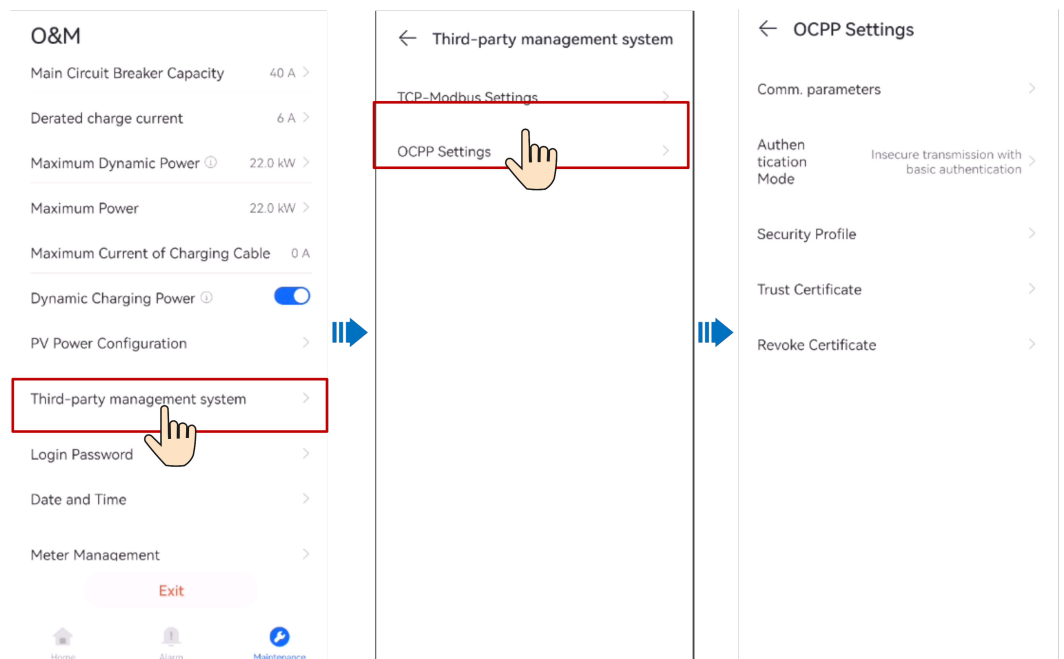 O&M
Main Circuit Breaker Capacity 40 A
Derated charge current 6 A
Maximum Dynamic Power 22.0 kW
Maximum Power 22.0 kW
Maximum Current of Charging Cable 0 A
Dynamic Charging Power
PV Power Configuration
Third-party management system
Login Password
Date and Time
Meter Management
Exit
Home Alarm Maintenance
Third-party management system
TCP-Modbus Settings
OCPP Settings
OCPP Settings
Comm. parameters
Authen
tication
Mode
Insecure transmission with
basic authentication
Security Profile
Trust Certificate
Revoke Certificate